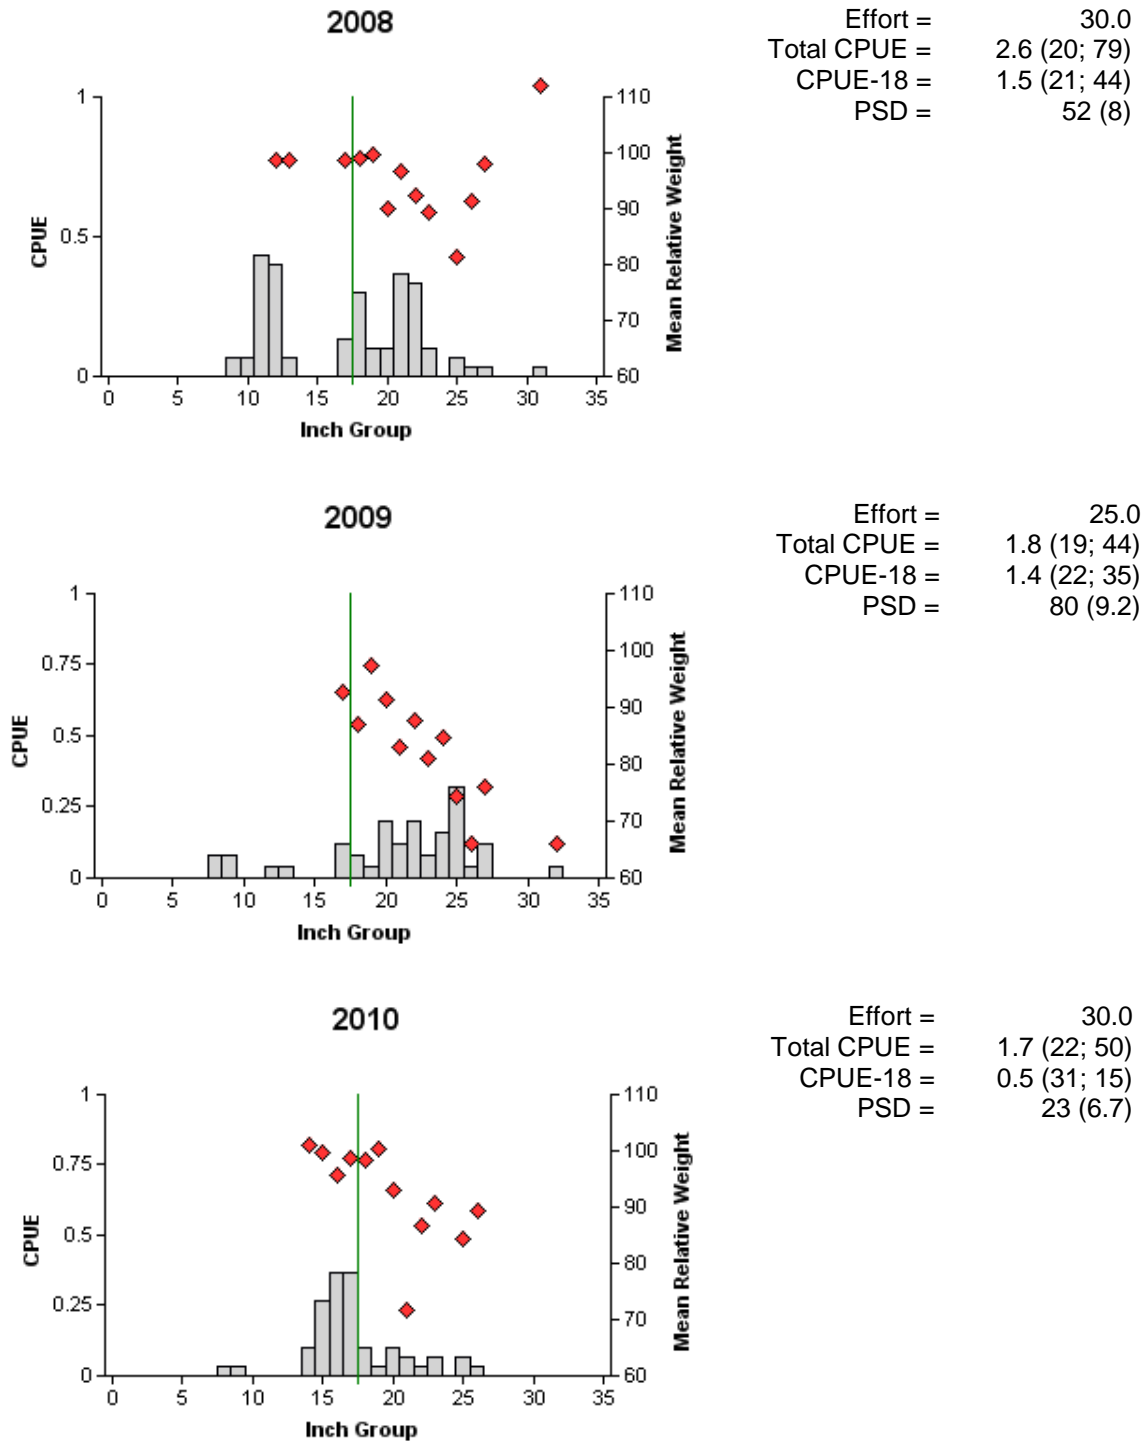 2008
Effort = 30.0
Total CPUE = 2.6 (20; 79)
CPUE-18 = 1.5 (21; 44)
PSD = 52 (8)
1
0.5
0
CPUE
110
100
90
80
70
60
Mean Relative Weight
0 5 10 15 20 25 30 35
Inch Group
2009
Effort = 25.0
Total CPUE = 1.8 (19; 44)
CPUE-18 = 1.4 (22; 35)
PSD = 80 (9.2)
1
0.75
0.5
0.25
0
CPUE
110
100
90
80
70
60
Mean Relative Weight
0 5 10 15 20 25 30 35
Inch Group
2010
Effort = 30.0
Total CPUE = 1.7 (22; 50)
CPUE-18 = 0.5 (31; 15)
PSD = 23 (6.7)
1
0.75
0.5
0.25
0
CPUE
110
100
90
80
70
60
Mean Relative Weight
0 5 10 15 20 25 30 35
Inch Group